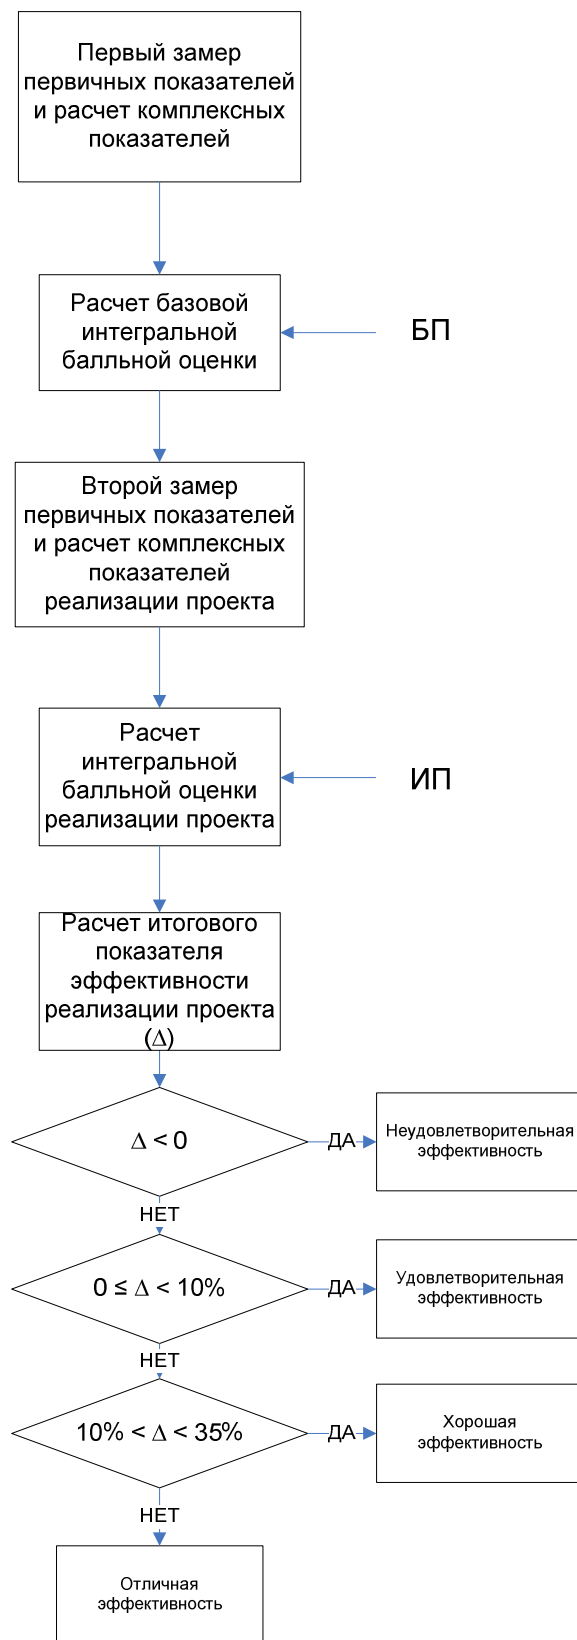 Первый замер
первичных показателей
и расчет комплексных
показателей
Расчет базовой
интегральной
балльной оценки
БП
Второй замер
первичных показателей
и расчет комплексных
показателей
реализации проекта
Расчет
интегральной
балльной оценки
реализации проекта
ИП
Расчет итогового
показателя
эффективности
реализации проекта
(Δ)
Δ < 0
ДА
Неудовлетворительная
эффективность
НЕТ
0 ≤ Δ < 10%
ДА
Удовлетворительная
эффективность
НЕТ
10% < Δ < 35%
ДА
Хорошая
эффективность
НЕТ
Отличная
эффективность